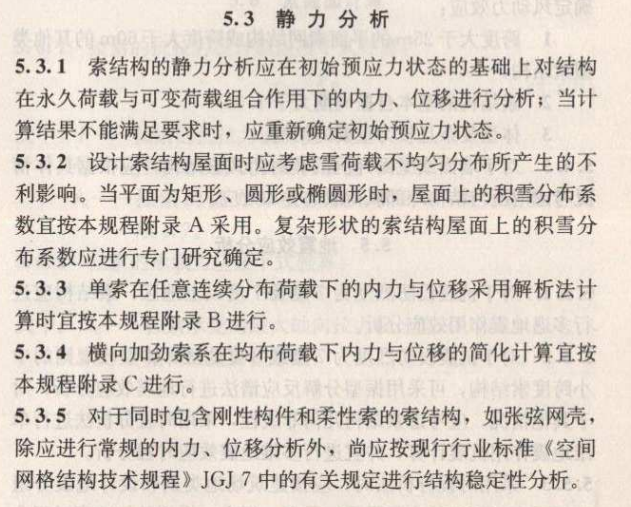 5.3 静力分析
5.3.1 索结构的静力分析应在初始预应力状态的基础上对结构
在永久荷载与可变荷载组合作用下的内力、位移进行分析；当计
算结果不能满足要求时，应重新确定初始预应力状态。
5.3.2 设计索结构屋面时应考虑雪荷载不均匀分布所产生的不
利影响。当平面为矩形、圆形或椭圆形时，屋面上的积雪分布系
数宜按本规程附录 A 采用。复杂形状的索结构屋面上的积雪分
布系数应进行专门研究确定。
5.3.3 单索在任意连续分布荷载下的内力与位移采用解析法计
算时宜按本规程附录 B 进行。
5.3.4 横向加劲索系在均布荷载下内力与位移的简化计算宜按
本规程附录 C 进行。
5.3.5 对于同时包含刚性构件和柔性索的索结构，如张弦网壳，
除应进行常规的内力、位移分析外，尚应按现行行业标准《空间
网格结构技术规程》JGJ 7 中的有关规定进行结构稳定性分析。